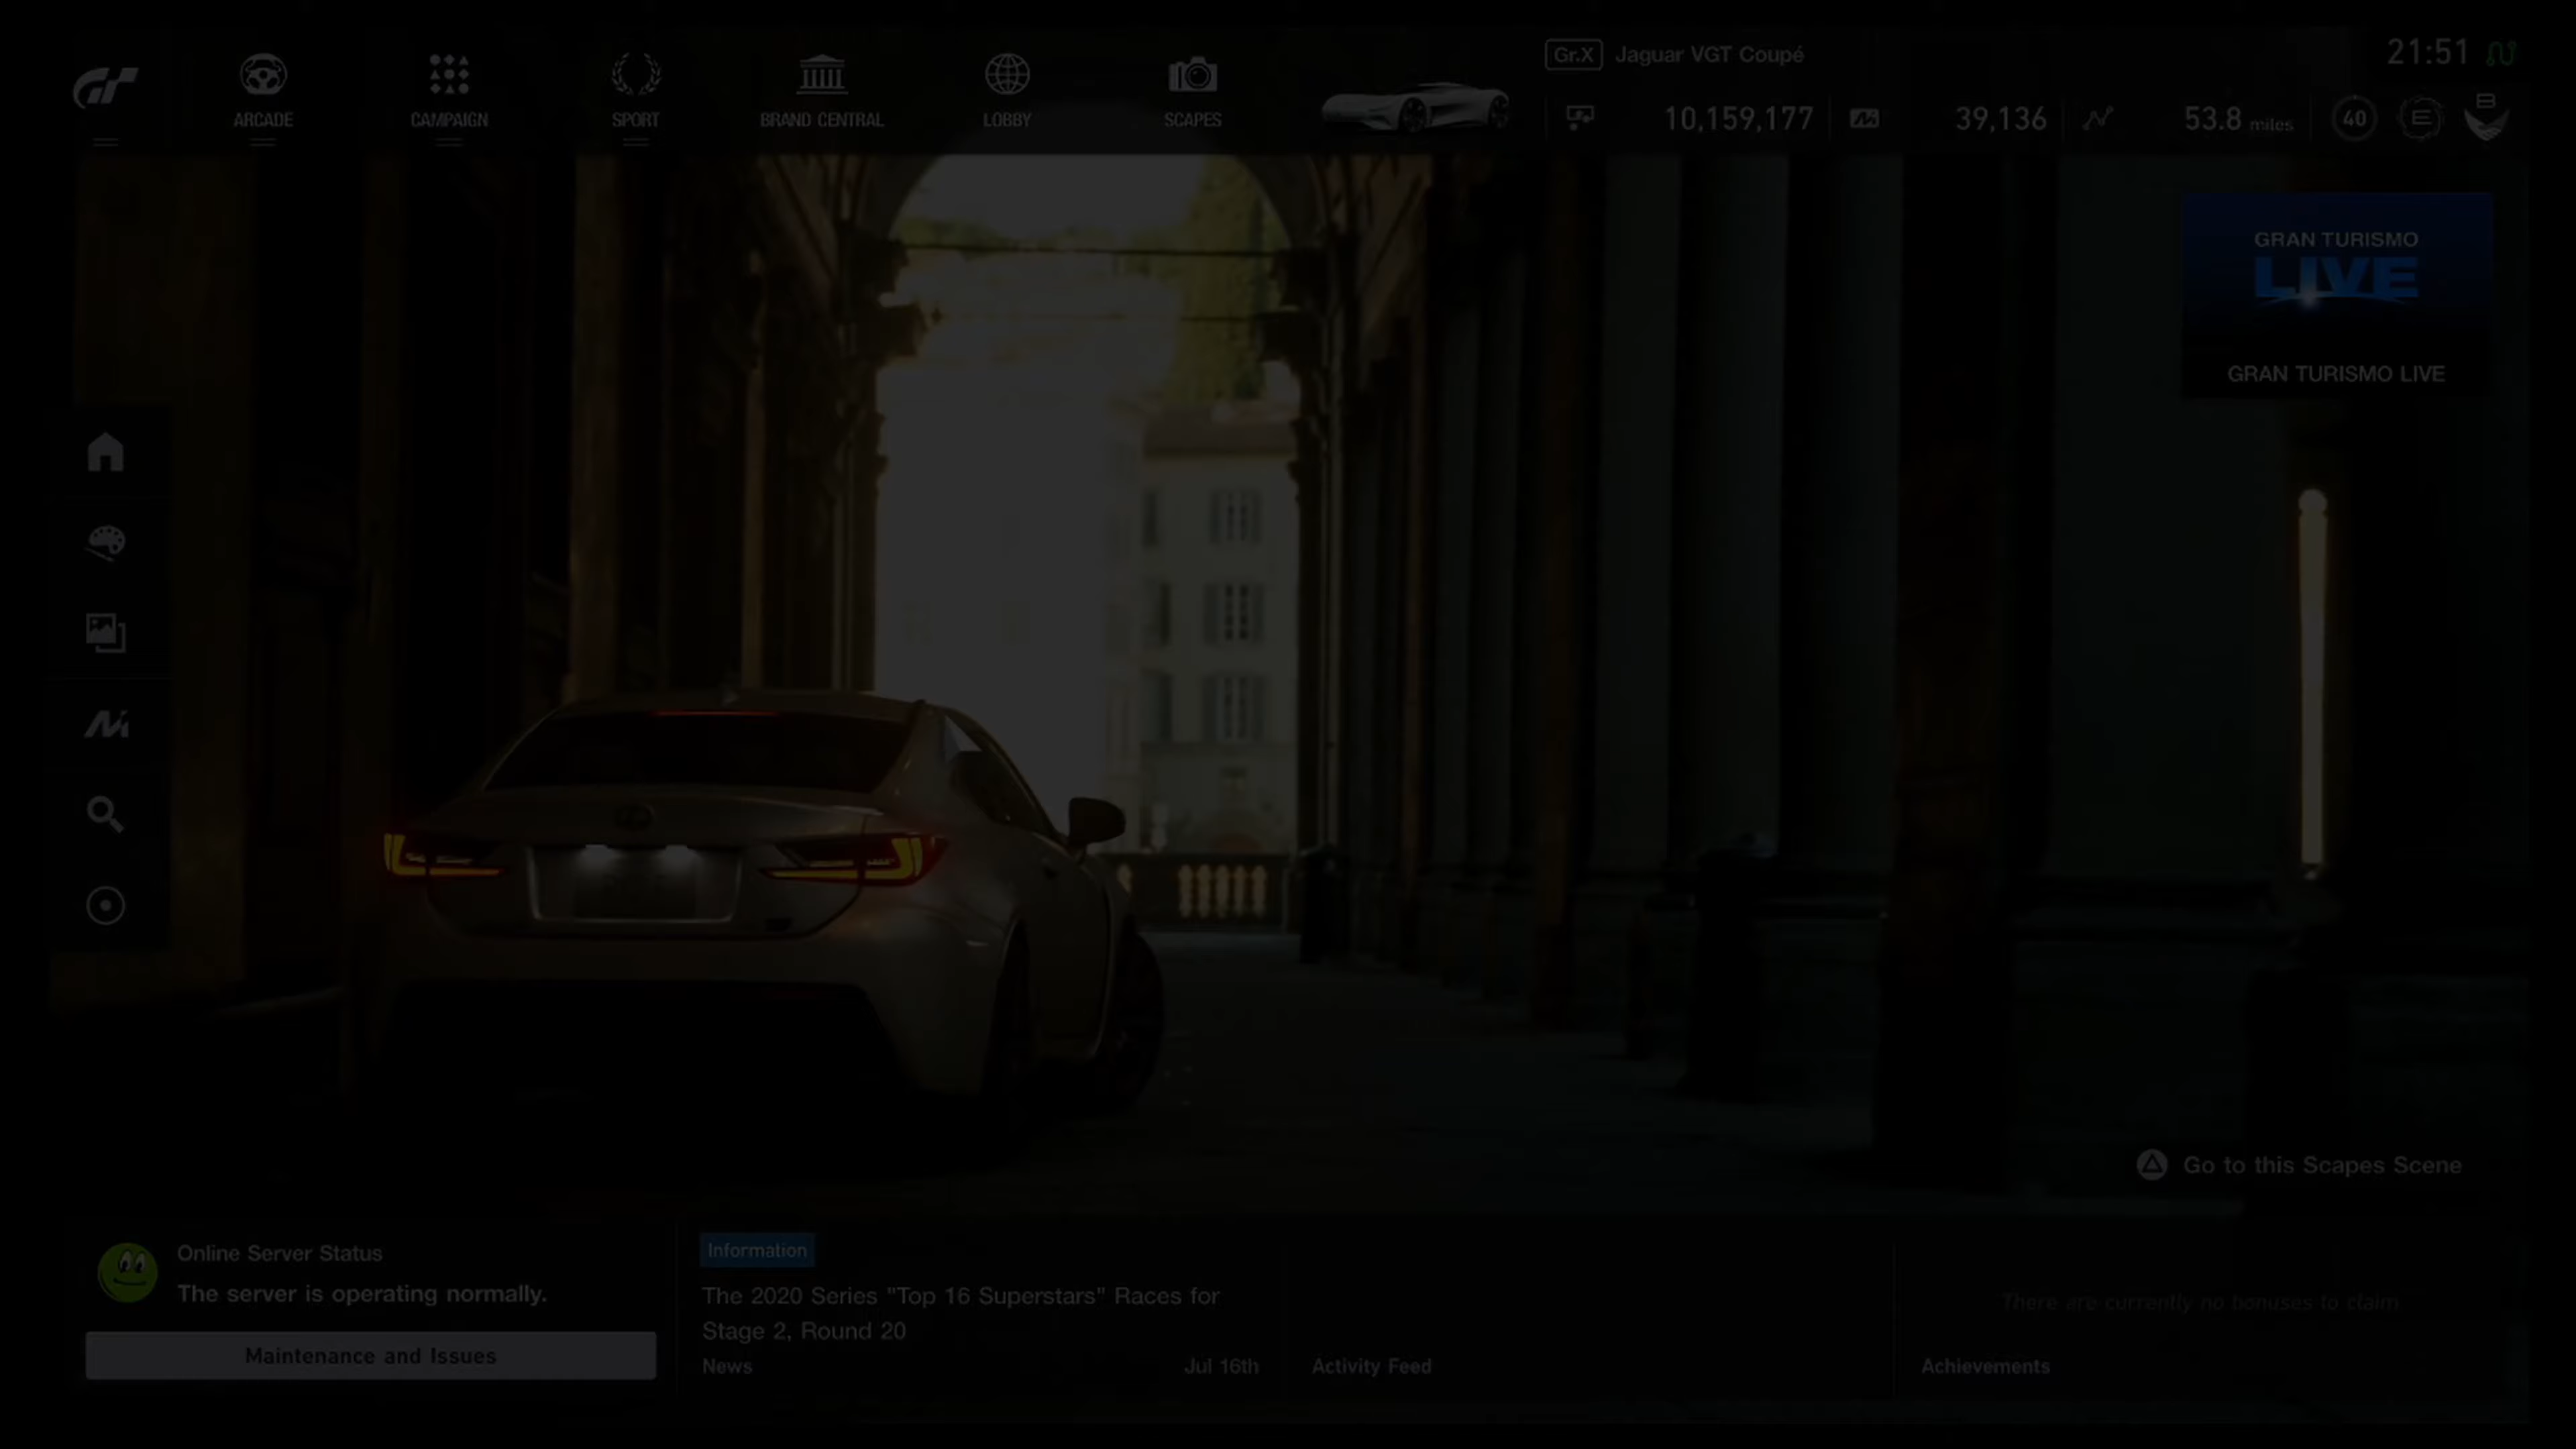 Gr.X Jaguar VGT Coupé
21:51
ARCADE
CAMPAIGN
SPORT
BRAND CENTRAL
LOBBY
SCAPES
10,159,177
39,136
53.8 miles
40
E
B
GRAN TURISMO
LIVE
GRAN TURISMO LIVE
Go to this Scapes Scene
Online Server Status
The server is operating normally.
Maintenance and Issues
Information
The 2020 Series "Top 16 Superstars" Races for
Stage 2, Round 20
News
Jul 16th
Activity Feed
There are currently no bonuses to claim
Achievements